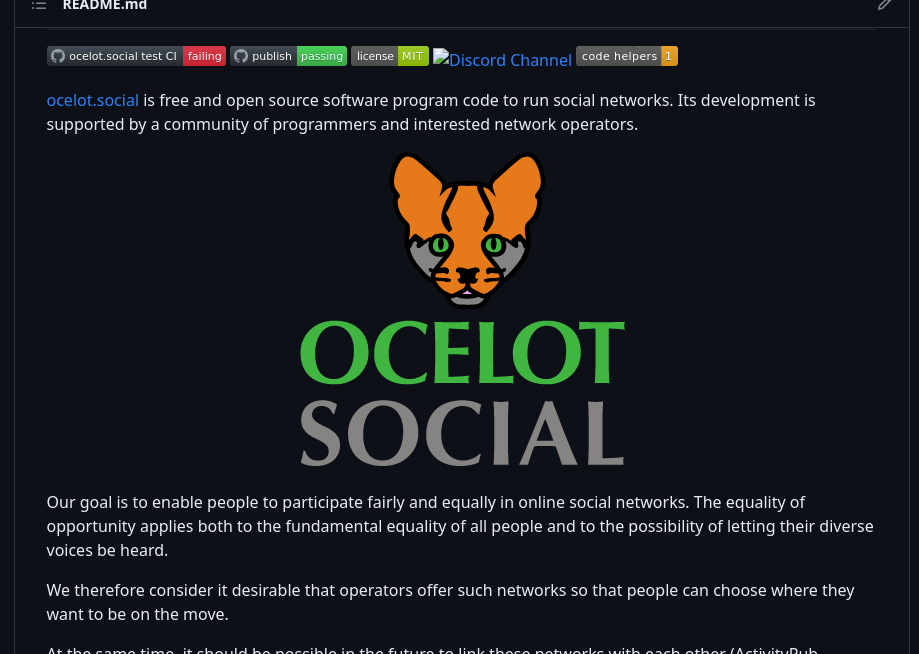 README.md
ocelot.social test CI failing publish passing license MIT Discord Channel code helpers 1
ocelot.social is free and open source software program code to run social networks. Its development is
supported by a community of programmers and interested network operators.
OCELOT
SOCIAL
Our goal is to enable people to participate fairly and equally in online social networks. The equality of
opportunity applies both to the fundamental equality of all people and to the possibility of letting their diverse
voices be heard.
We therefore consider it desirable that operators offer such networks so that people can choose where they
want to be on the move.
At the same time, it should be possible in the future to link these networks with each other (ActivityPub,